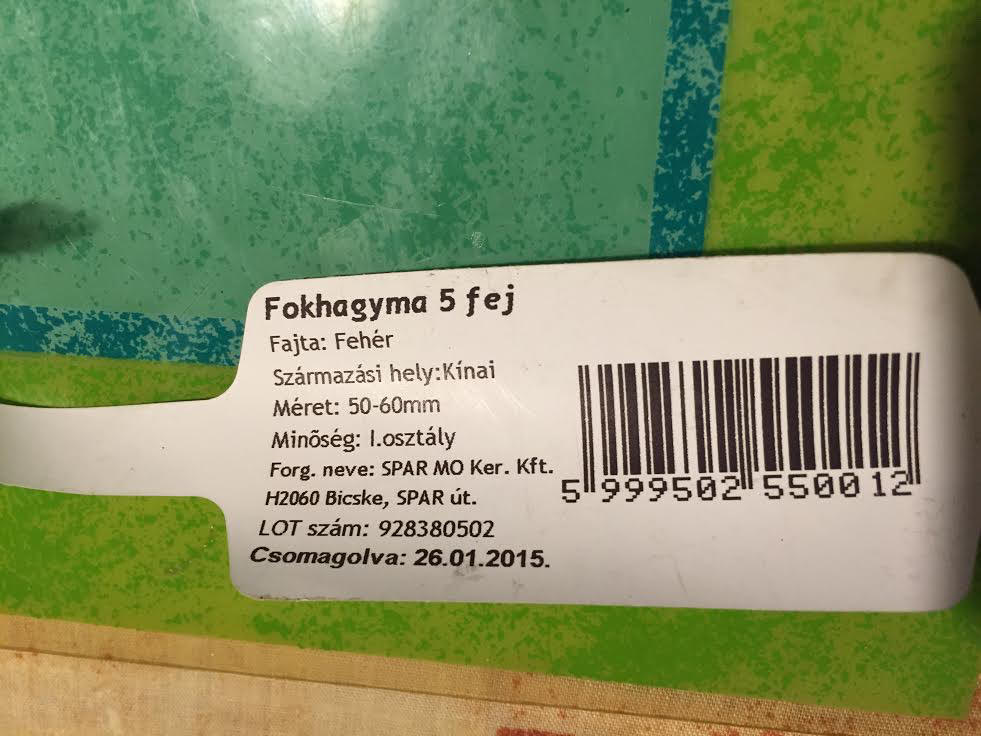 Fokhagyma 5 fej
Fajta: Fehér
Származási hely:Kínai
Méret: 50-60mm
Minõség: I.osztály
Forg. neve: SPAR MO Ker. Kft.
H2060 Bicske, SPAR út.
LOT szám: 928380502
Csomagolva: 26.01.2015.
5 999502 550012